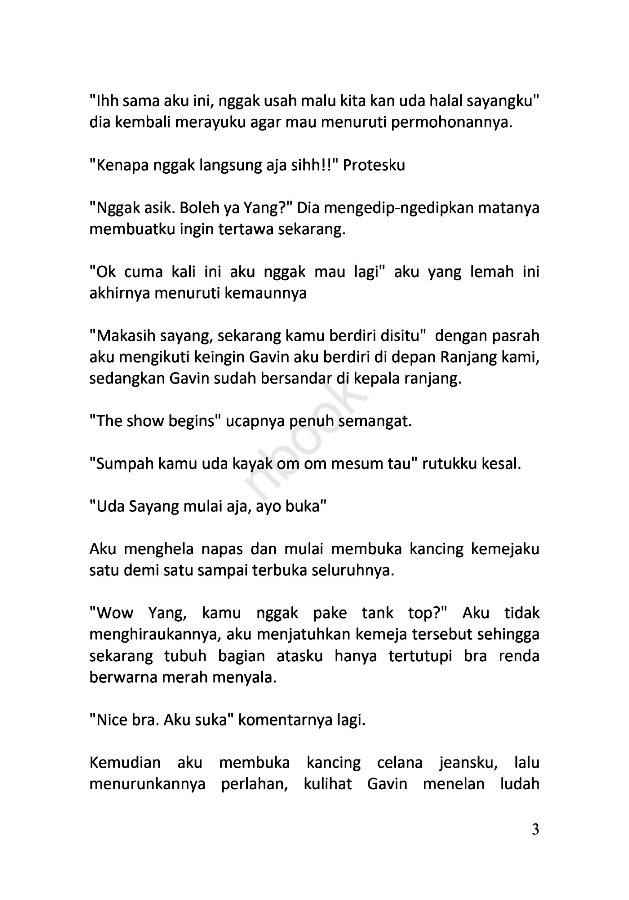 "Ihh sama aku ini, nggak usah malu kita kan uda halal sayangku"
dia kembali merayuku agar mau menuruti permohonannya.
"Kenapa nggak langsung aja sihh!!" Protesku
"Nggak asik. Boleh ya Yang?" Dia mengedip-ngedipkan matanya
membuatku ingin tertawa sekarang.
"Ok cuma kali ini aku nggak mau lagi" aku yang lemah ini
akhirnya menuruti kemaunnya
"Makasih sayang, sekarang kamu berdiri disitu"  dengan pasrah
aku mengikuti keingin Gavin aku berdiri di depan Ranjang kami,
sedangkan Gavin sudah bersandar di kepala ranjang.
"The show begins" ucapnya penuh semangat.
"Sumpah kamu uda kayak om om mesum tau" rutukku kesal.
"Uda Sayang mulai aja, ayo buka"
Aku menghela napas dan mulai membuka kancing kemejaku
satu demi satu sampai terbuka seluruhnya.
"Wow Yang, kamu nggak pake tank top?" Aku tidak
menghiraukannya, aku menjatuhkan kemeja tersebut sehingga
sekarang tubuh bagian atasku hanya tertutupi bra renda
berwarna merah menyala.
"Nice bra. Aku suka" komentarnya lagi.
Kemudian aku membuka kancing celana jeansku, lalu
menurunkannya perlahan, kulihat Gavin menelan ludah
3
nbook